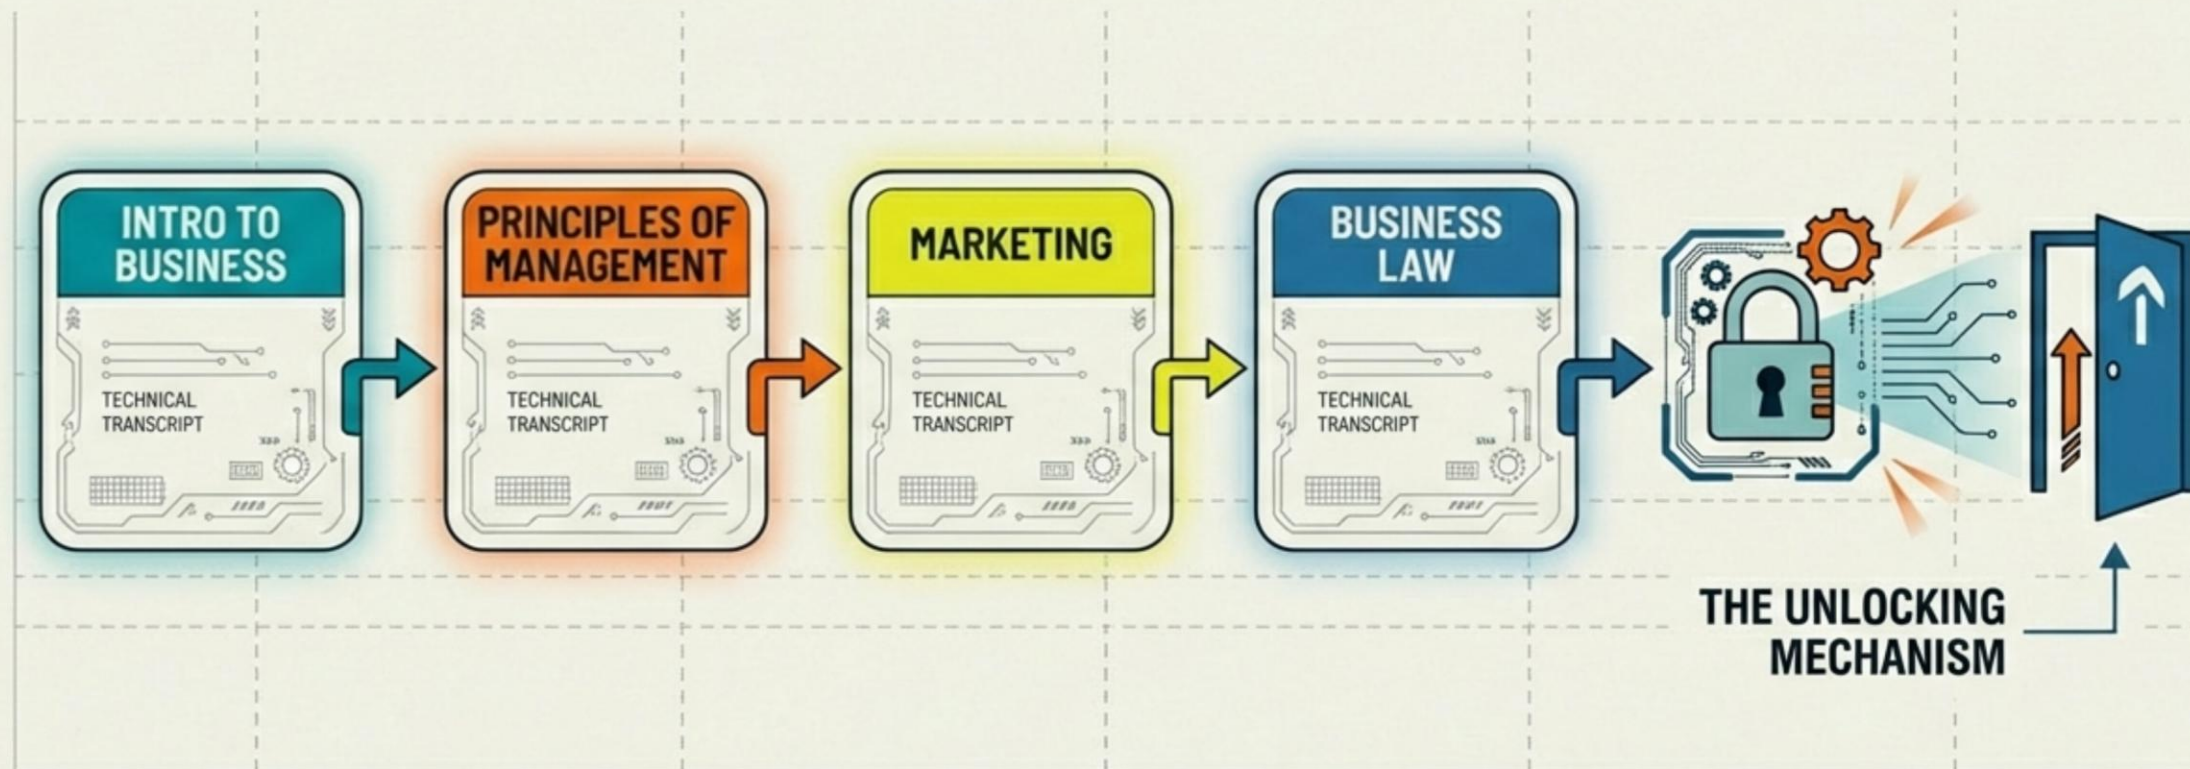 INTRO TO
BUSINESS
TECHNICAL
TRANSCRIPT
PRINCIPLES OF
MANAGEMENT
TECHNICAL
TRANSCRIPT
MARKETING
TECHNICAL
TRANSCRIPT
BUSINESS
LAW
TECHNICAL
TRANSCRIPT
THE UNLOCKING
MECHANISM